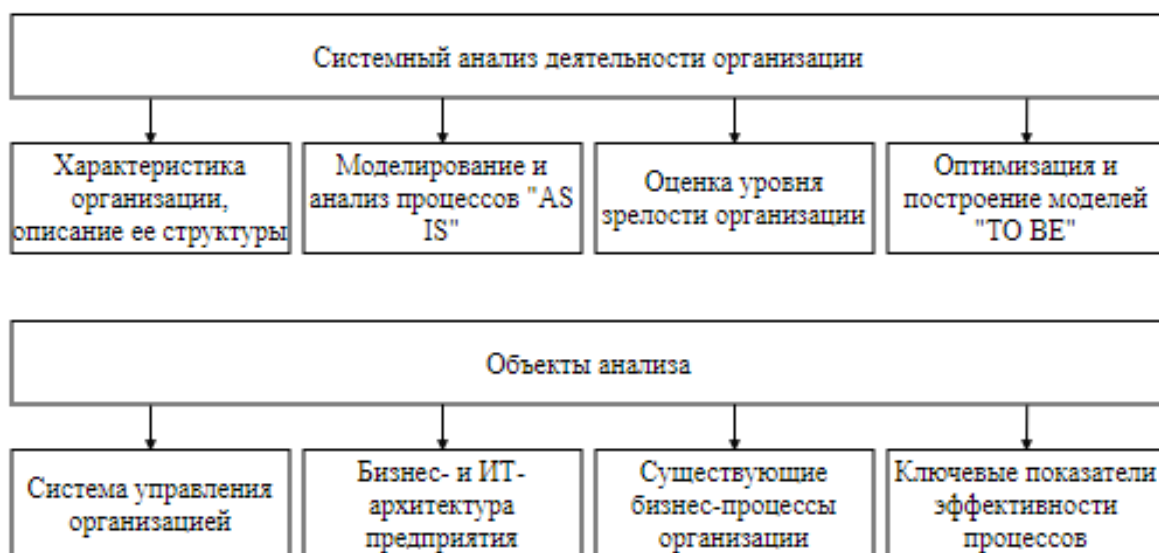 Системный анализ деятельности организации
Характеристика
организации,
описание ее структуры
Моделирование и
анализ процессов "AS
IS"
Оценка уровня
зрелости организации
Оптимизация и
построение моделей
"TO BE"
Объекты анализа
Система управления
организацией
Бизнес- и ИТ-
архитектура
предприятия
Существующие
бизнес-процессы
организации
Ключевые показатели
эффективности
процессов